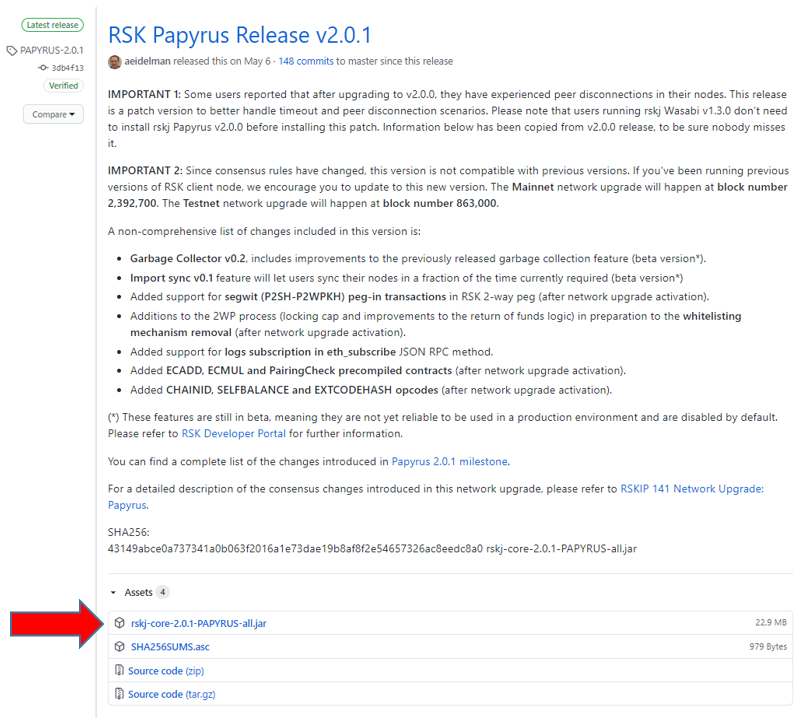 Latest release
PAPYRUS-2.0.1
3db4f13
Verified
Compare
RSK Papyrus Release v2.0.1
aeidelman released this on May 6 · 148 commits to master since this release
IMPORTANT 1: Some users reported that after upgrading to v2.0.0, they have experienced peer disconnections in their nodes. This release
is a patch version to better handle timeout and peer disconnection scenarios. Please note that users running rskj Wasabi v1.3.0 don't need
to install rskj Papyrus v2.0.0 before installing this patch. Information below has been copied from v2.0.0 release, to be sure nobody misses
it.
IMPORTANT 2: Since consensus rules have changed, this version is not compatible with previous versions. If you've been running previous
versions of RSK client node, we encourage you to update to this new version. The Mainnet network upgrade will happen at block number
2,392,700. The Testnet network upgrade will happen at block number 863,000.
A non-comprehensive list of changes included in this version is:
• Garbage Collector v0.2, includes improvements to the previously released garbage collection feature (beta version*).
• Import sync v0.1 feature will let users sync their nodes in a fraction of the time currently required (beta version*)
• Added support for segwit (P2SH-P2WPKH) peg-in transactions in RSK 2-way peg (after network upgrade activation).
• Additions to the 2WP process (locking cap and improvements to the return of funds logic) in preparation to the whitelisting
mechanism removal (after network upgrade activation).
• Added support for logs subscription in eth_subscribe JSON RPC method.
• Added ECADD, ECMUL and PairingCheck precompiled contracts (after network upgrade activation).
• Added CHAINID, SELFBALANCE and EXTCODEHASH opcodes (after network upgrade activation).
(*) These features are still in beta, meaning they are not yet reliable to be used in a production environment and are disabled by default.
Please refer to RSK Developer Portal for further information.
You can find a complete list of the changes introduced in Papyrus 2.0.1 milestone.
For a detailed description of the consensus changes introduced in this network upgrade, please refer to RSKIP 141 Network Upgrade:
Papyrus.
SHA256:
43149abce0a737341a0b063f2016a1e73dae19b8af8f2e54657326ac8eedc8a0 rskj-core-2.0.1-PAPYRUS-all.jar
Assets 4
rskj-core-2.0.1-PAPYRUS-all.jar 22.9 MB
SHA256SUMS.asc 979 Bytes
Source code (zip)
Source code (tar.gz)